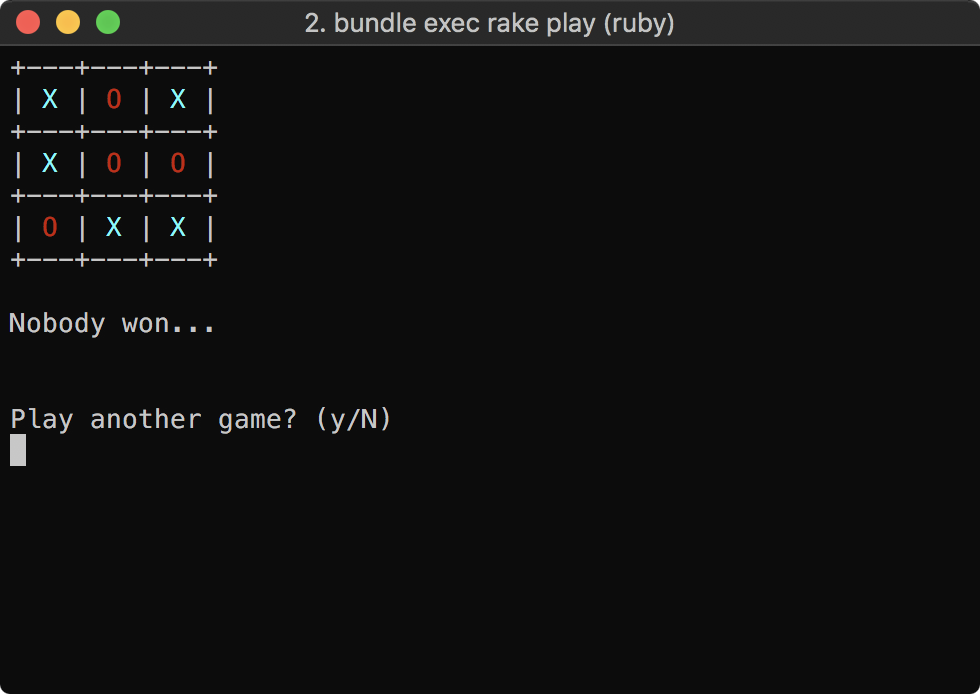 2. bundle exec rake play (ruby)
+---+---+---+
| X | O | X |
+---+---+---+
| X | O | O |
+---+---+---+
| O | X | X |
+---+---+---+
Nobody won...
Play another game? (y/N)